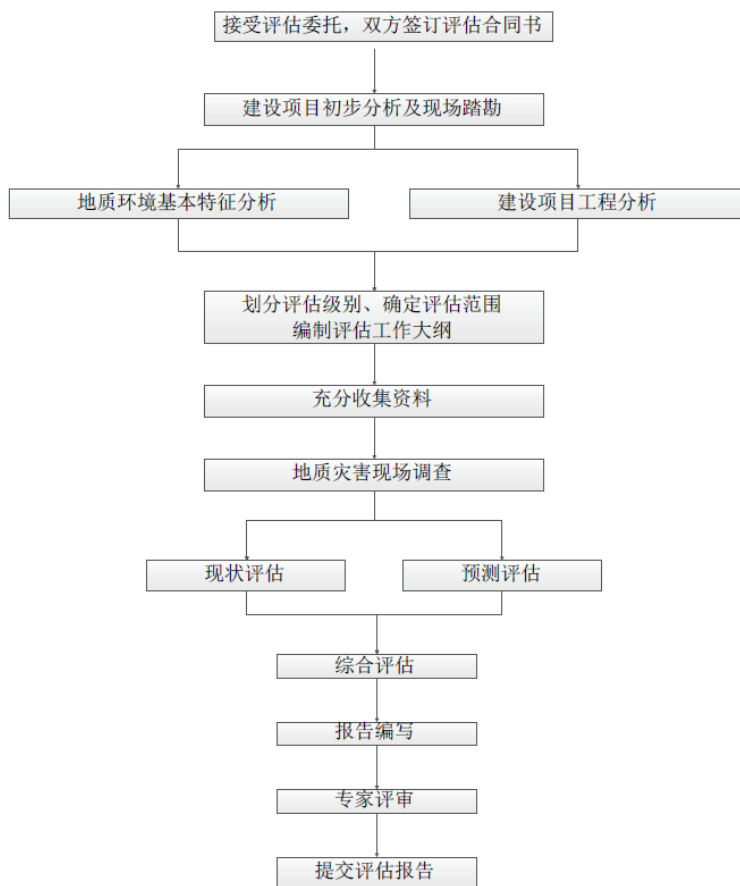 接受评估委托，双方签订评估合同书
建设项目初步分析及现场踏勘
地质环境基本特征分析
建设项目工程分析
划分评估级别、确定评估范围
编制评估工作大纲
充分收集资料
地质灾害现场调查
现状评估
预测评估
综合评估
报告编写
专家评审
提交评估报告